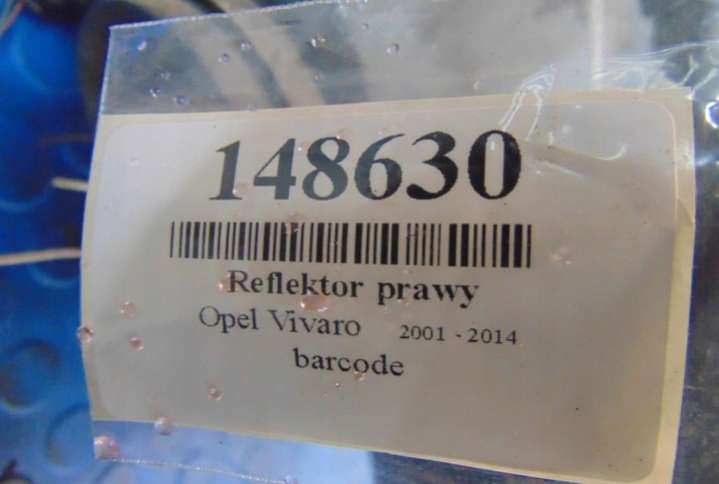 148630
Reflektor prawy
Opel Vivaro 2001 - 2014
barcode